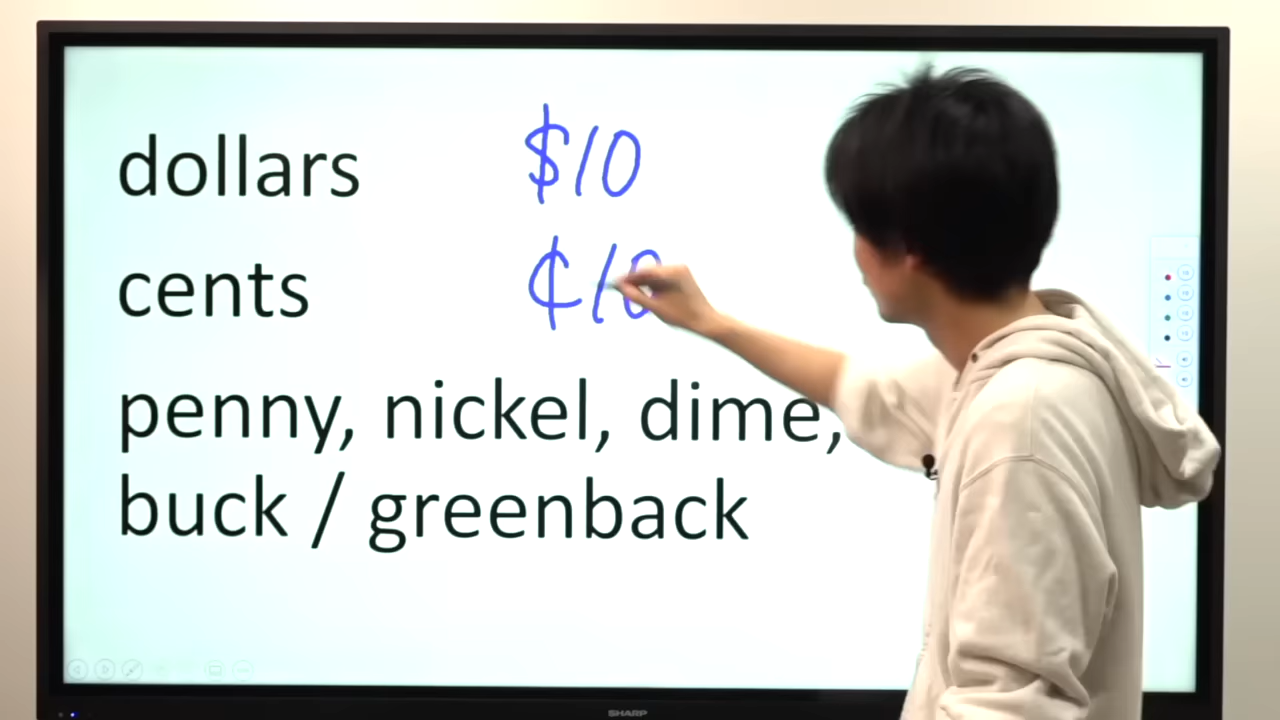 dollars $10
cents ¢10
penny, nickel, dime,
buck / greenback
SHARP